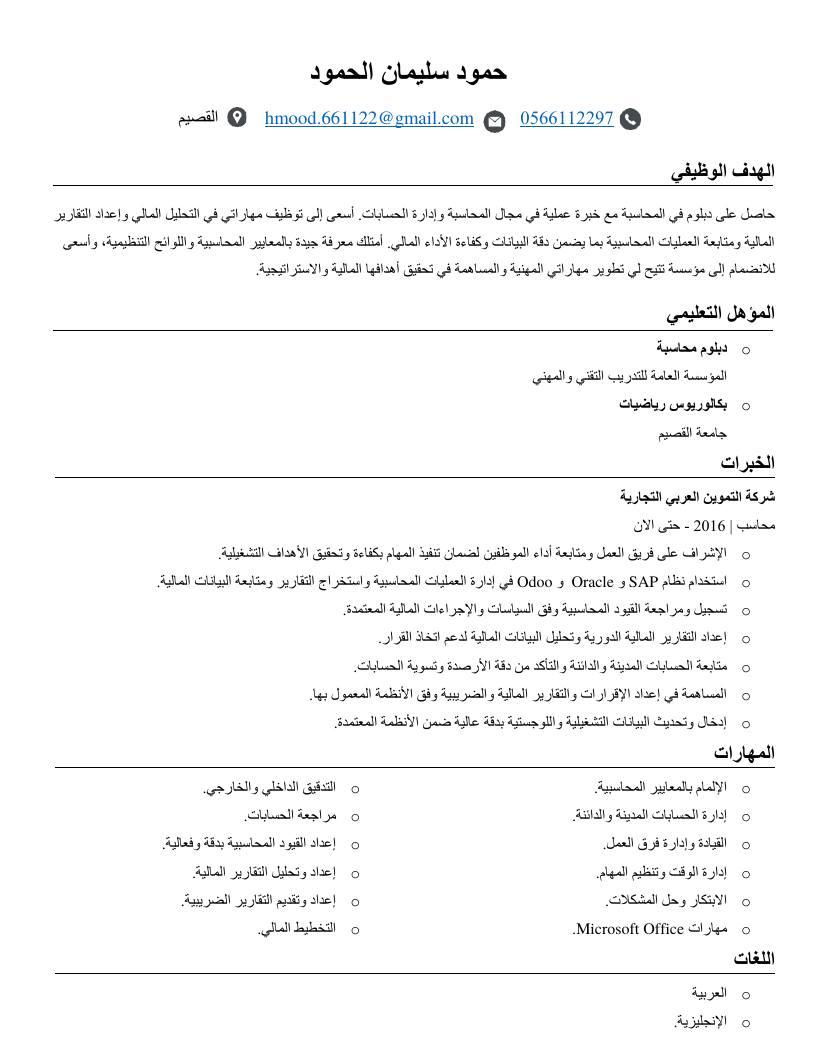 حمود سليمان الحمود
0566112297 hmood.661122@gmail.com القصيم
الهدف الوظيفي
حاصل على دبلوم في المحاسبة مع خبرة عملية في مجال المحاسبة وإدارة الحسابات. أسعى إلى توظيف مهاراتي في التحليل المالي وإعداد التقارير
المالية ومتابعة العمليات المحاسبية بما يضمن دقة البيانات وكفاءة الأداء المالي. أمتلك معرفة جيدة بالمعايير المحاسبية واللوائح التنظيمية، وأسعى
للانضمام إلى مؤسسة تتيح لي تطوير مهاراتي المهنية والمساهمة في تحقيق أهدافها المالية والاستراتيجية.
المؤهل التعليمي
o دبلوم محاسبة
المؤسسة العامة للتدريب التقني والمهني
o بكالوريوس رياضيات
جامعة القصيم
الخبرات
شركة التموين العربي التجارية
محاسب | 2016 - حتى الان
o الإشراف على فريق العمل ومتابعة أداء الموظفين لضمان تنفيذ المهام بكفاءة وتحقيق الأهداف التشغيلية.
o استخدام نظام SAP و Oracle و Odoo في إدارة العمليات المحاسبية واستخراج التقارير ومتابعة البيانات المالية.
o تسجيل ومراجعة القيود المحاسبية وفق السياسات والإجراءات المالية المعتمدة.
o إعداد التقارير المالية الدورية وتحليل البيانات المالية لدعم اتخاذ القرار.
o متابعة الحسابات المدينة والدائنة والتأكد من دقة الأرصدة وتسوية الحسابات.
o المساهمة في إعداد الإقرارات والتقارير المالية والضريبية وفق الأنظمة المعمول بها.
o إدخال وتحديث البيانات التشغيلية واللوجستية بدقة عالية ضمن الأنظمة المعتمدة.
المهارات
o الإلمام بالمعايير المحاسبية.
o إدارة الحسابات المدينة والدائنة.
o القيادة وإدارة فرق العمل.
o إدارة الوقت وتنظيم المهام.
o الابتكار وحل المشكلات.
o مهارات Microsoft Office.
o التدقيق الداخلي والخارجي.
o مراجعة الحسابات.
o إعداد القيود المحاسبية بدقة وفعالية.
o إعداد وتحليل التقارير المالية.
o إعداد وتقديم التقارير الضريبية.
o التخطيط المالي.
اللغات
o العربية
o الإنجليزية.